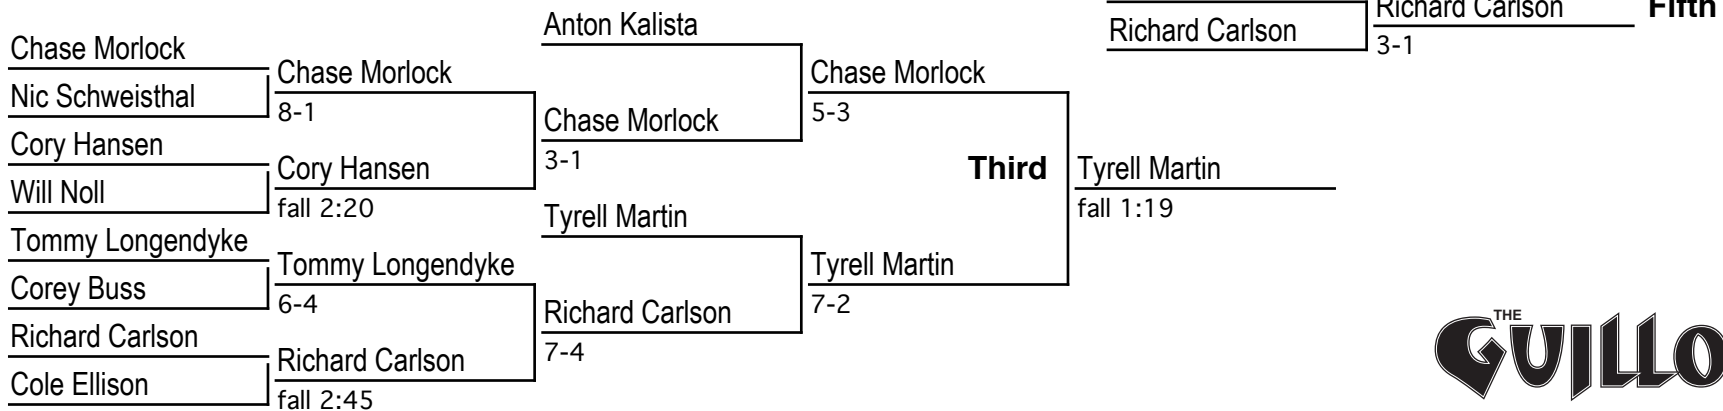 Chase Morlock
Nic Schweisthal
Cory Hansen
Will Noll
Tommy Longendyke
Corey Buss
Richard Carlson
Cole Ellison
Chase Morlock
8-1
Cory Hansen
fall 2:20
Tommy Longendyke
6-4
Richard Carlson
fall 2:45
Anton Kalista
Chase Morlock
3-1
Tyrell Martin
Richard Carlson
7-4
Chase Morlock
5-3
Tyrell Martin
7-2
Third
Tyrell Martin
fall 1:19
Richard Carlson
Richard Carlson
3-1
Fifth
THE
GUILLO